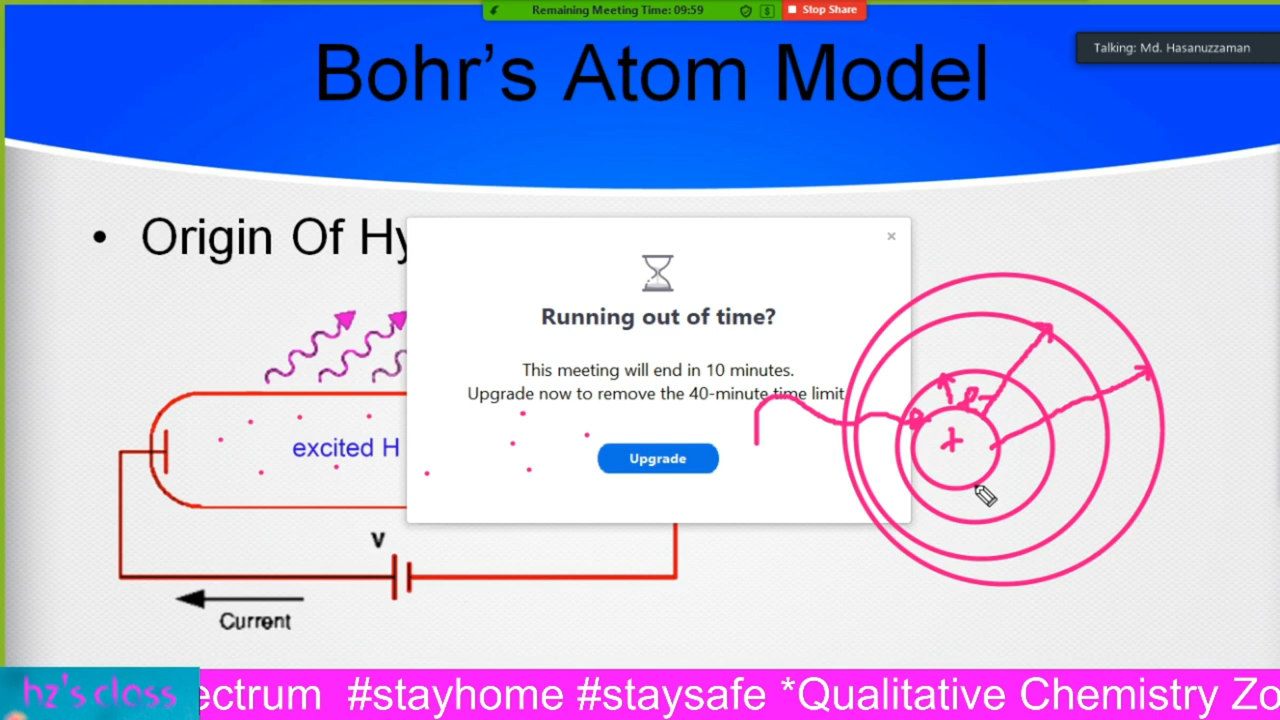 Remaining Meeting Time: 09:59
$
Stop Share
Talking: Md. Hasanuzzaman
Bohr's Atom Model
• Origin Of Hy
Running out of time?
This meeting will end in 10 minutes.
Upgrade now to remove the 40-minute time limit
Upgrade
excited H
e-
+
V
Current
hz's class
ectrum #stayhome #staysafe *Qualitative Chemistry Zo